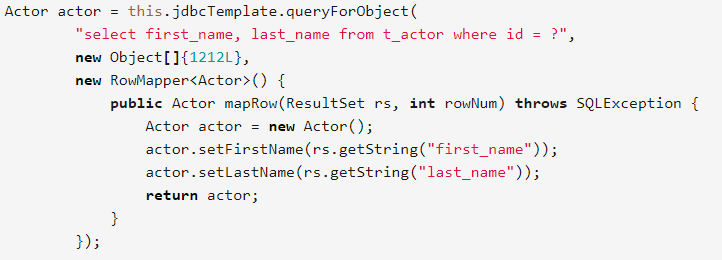 Actor actor = this.jdbcTemplate.queryForObject(
        "select first_name, last_name from t_actor where id = ?",
        new Object[]{1212L},
        new RowMapper<Actor>() {
            public Actor mapRow(ResultSet rs, int rowNum) throws SQLException {
                Actor actor = new Actor();
                actor.setFirstName(rs.getString("first_name"));
                actor.setLastName(rs.getString("last_name"));
                return actor;
            }
        });